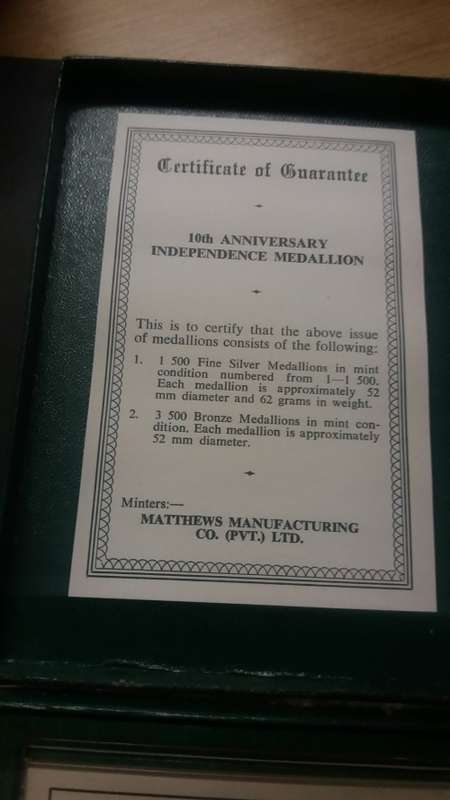 Certificate of Guarantee
10th ANNIVERSARY
INDEPENDENCE MEDALLION
This is to certify that the above issue
of medallions consists of the following:
1. 1 500 Fine Silver Medallions in mint
condition numbered from 1—1 500.
Each medallion is approximately 52
mm diameter and 62 grams in weight.
2. 3 500 Bronze Medallions in mint con-
dition. Each medallion is approximately
52 mm diameter.
Minters:—
MATTHEWS MANUFACTURING
CO. (PVT.) LTD.